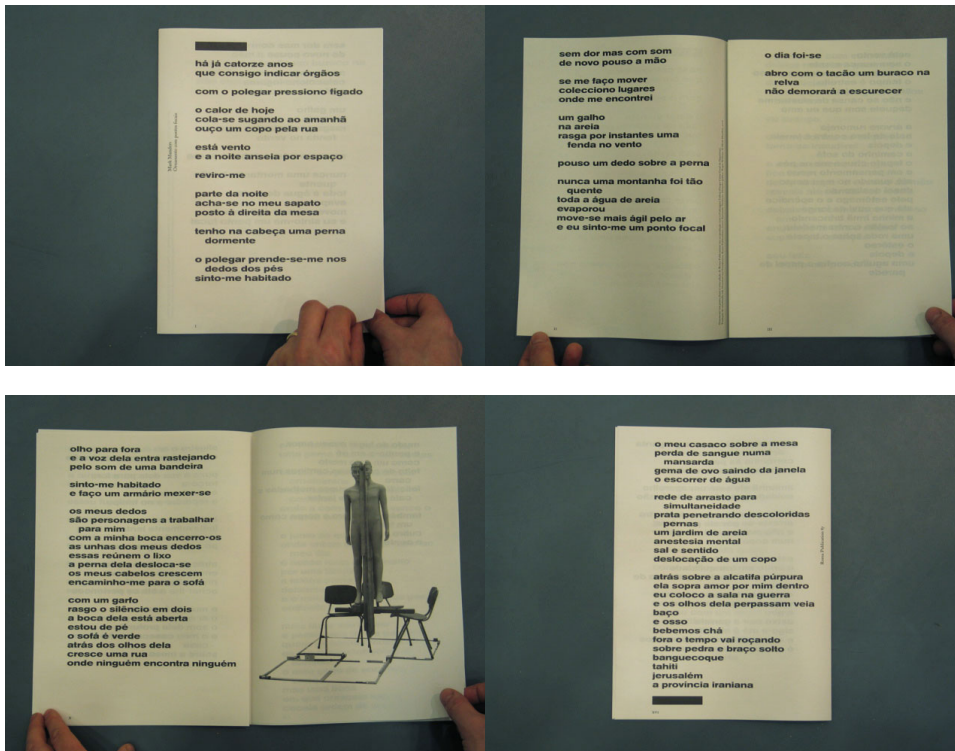 há já catorze anos
que consigo indicar órgãos
com o polegar pressiono fígado
o calor de hoje
cola-se sugando ao amanhã
ouço um copo pela rua
está vento
e a noite anseia por espaço
reviro-me
parte da noite
acha-se no meu sapato
posto à direita da mesa
tenho na cabeça uma perna
dormente
o polegar prende-se-me nos
dedos dos pés
sinto-me habitado
sem dor mas com som
de novo pouso a mão
se me faço mover
colecciono lugares
onde me encontrei
um galho
na areia
rasga por instantes uma
fenda no vento
pouso um dedo sobre a perna
nunca uma montanha foi tão
quente
toda a água de areia
evaporou
move-se mais ágil pelo ar
e eu sinto-me um ponto focal
o dia foi-se
abro com o tacão um buraco na
relva
não demorará a escurecer
olho para fora
e a voz dela entra rastejando
pelo som de uma bandeira
sinto-me habitado
e faço um armário mexer-se
os meus dedos
são personagens a trabalhar
para mim
com a minha boca encerro-os
as unhas dos meus dedos
essas reúnem o lixo
a perna dela desloca-se
os meus cabelos crescem
encaminho-me para o sofá
com um garfo
rasgo o silêncio em dois
a boca dela está aberta
estou de pé
o sofá é verde
atrás dos olhos dela
cresce uma rua
onde ninguém encontra ninguém
o meu casaco sobre a mesa
perda de sangue numa
mansarda
gema de ovo saindo da janela
o escorrer de água
rede de arrasto para
simultaneidade
prata penetrando descoloridas
pernas
um jardim de areia
anestesia mental
sal e sentido
deslocação de um copo
atrás sobre a alcatifa púrpura
ela sopra amor por mim dentro
eu coloco a sala na guerra
e os olhos dela perpassam veia
baço
e osso
bebemos chá
fora o tempo vai roçando
sobre pedra e braço solto
banguecoque
tahiti
jerusalém
a província iraniana